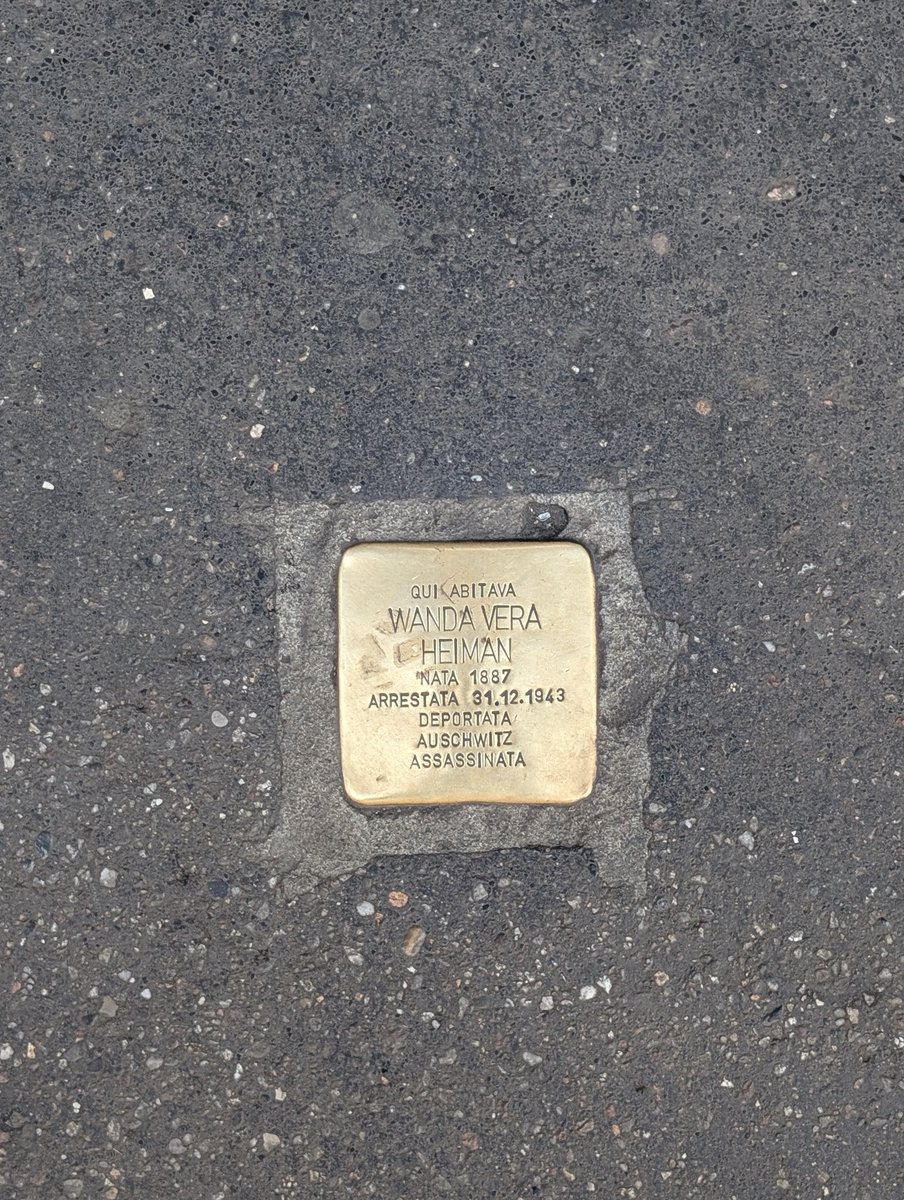 QUI ABITAVA
WANDA VERA
HEIMAN
NATA 1887
ARRESTATA 31.12.1943
DEPORTATA
AUSCHWITZ
ASSASSINATA